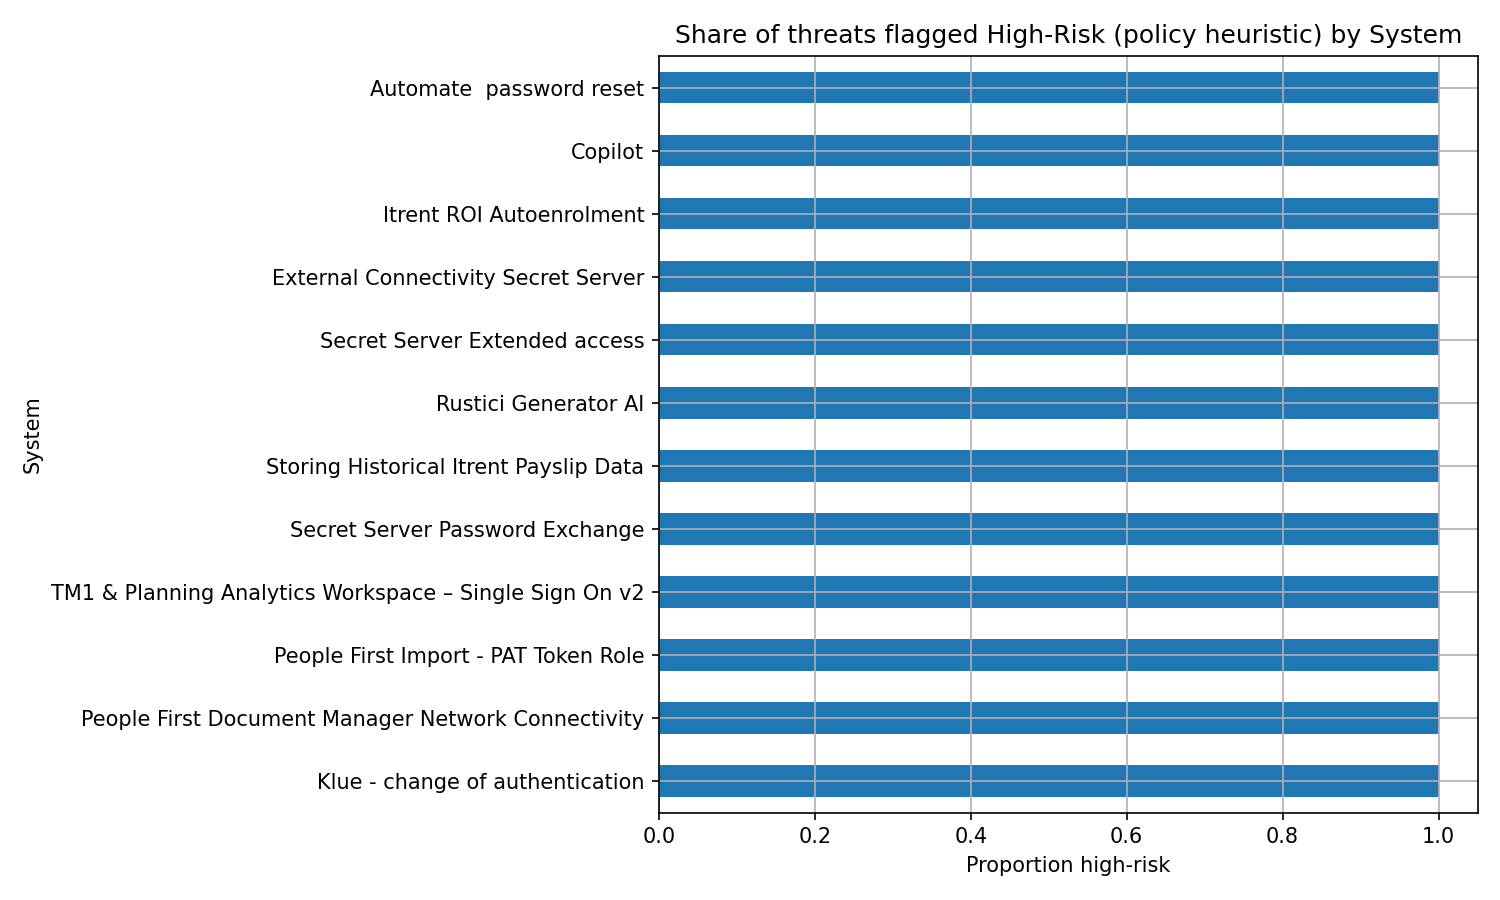 Share of threats flagged High-Risk (policy heuristic) by System
Automate  password reset
Copilot
Itrent ROI Autoenrolment
External Connectivity Secret Server
Secret Server Extended access
Rustici Generator AI
Storing Historical Itrent Payslip Data
Secret Server Password Exchange
TM1 & Planning Analytics Workspace – Single Sign On v2
People First Import - PAT Token Role
People First Document Manager Network Connectivity
Klue - change of authentication
System
0.0 0.2 0.4 0.6 0.8 1.0
Proportion high-risk